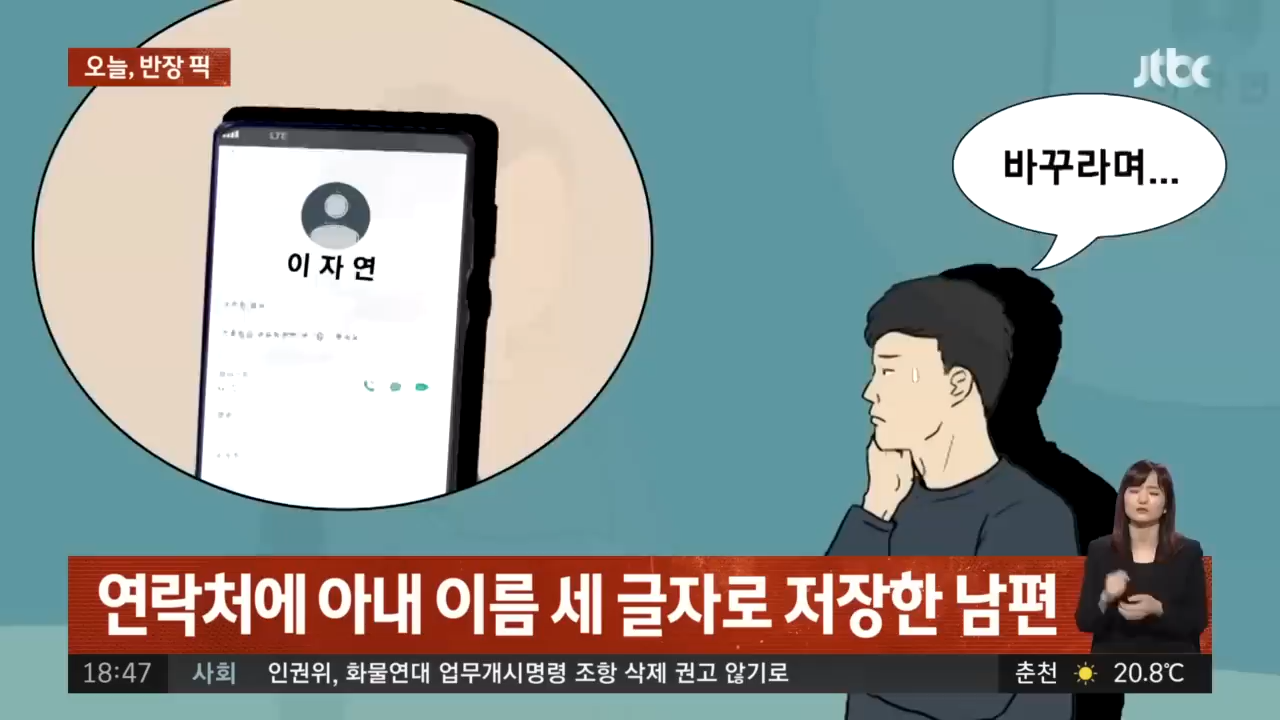 오늘, 반장 픽
jtbc
바꾸라며...
LTE
이 자 연
연락처에 아내 이름 세 글자로 저장한 남편
18:47 사회 인권위, 화물연대 업무개시명령 조항 삭제 권고 않기로 춘천 20.8℃